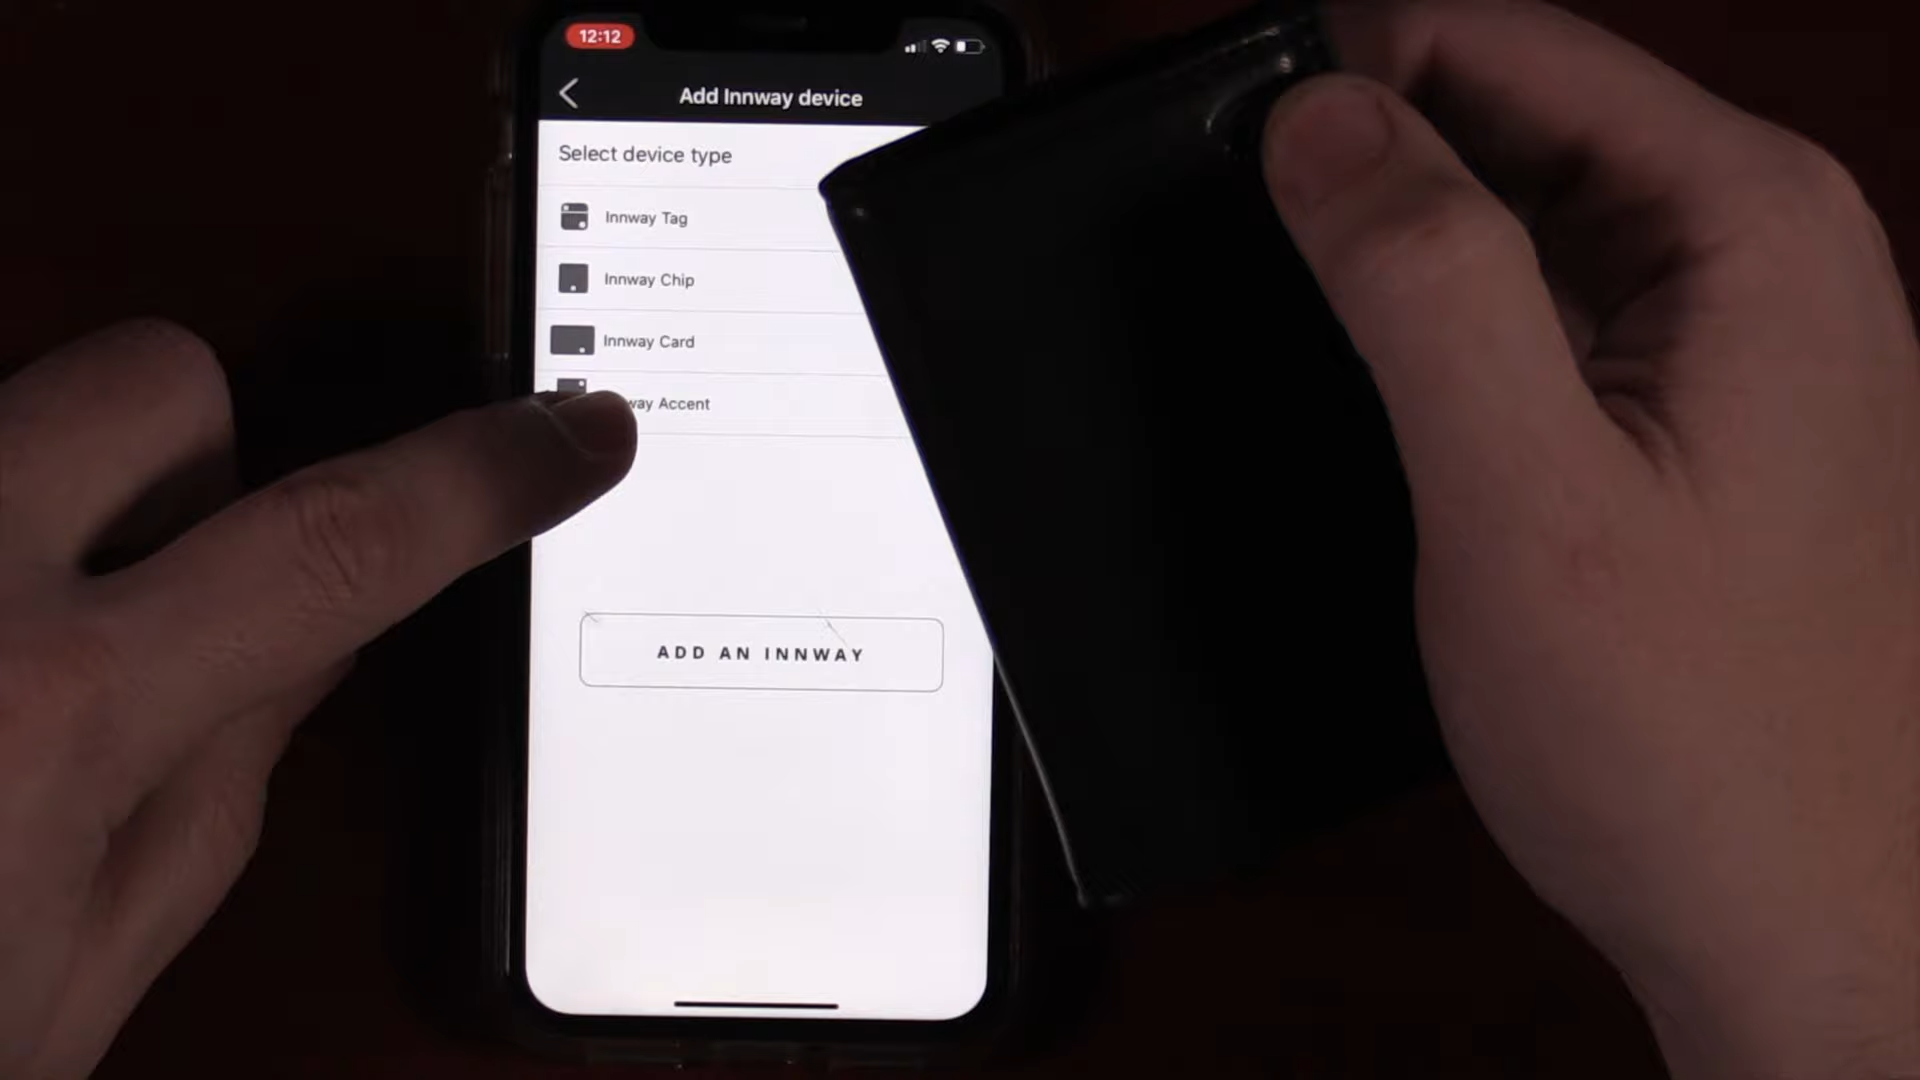 12:12
Add Innway device
Select device type
Innway Tag
Innway Chip
Innway Card
way Accent
ADD AN INNWAY